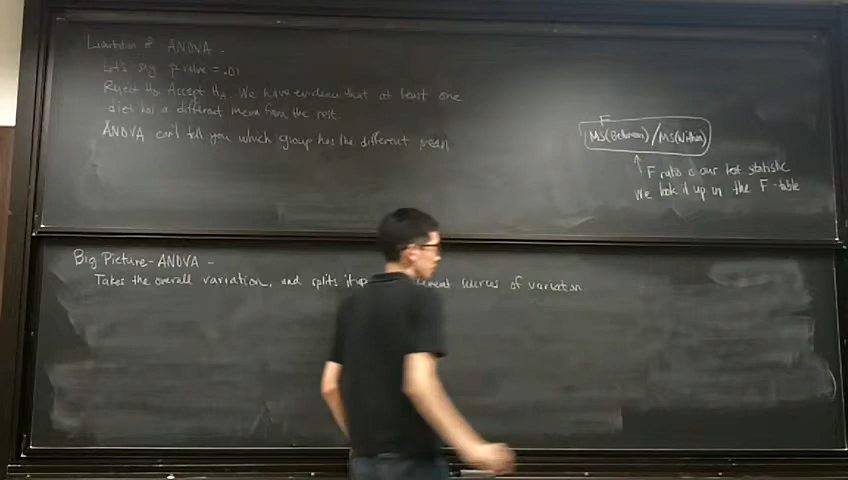 Limitation of ANOVA -
Let's say p-value = .01
Reject H₀. Accept Hₐ. We have evidence that at least one
diet has a different mean from the rest.
ANOVA can't tell you which group has the different mean
F
MS(Between)/MS(Within)
F ratio is our test statistic
We look it up in the F-table
Big Picture - ANOVA -
Takes the overall variation, and splits it up sources of variation